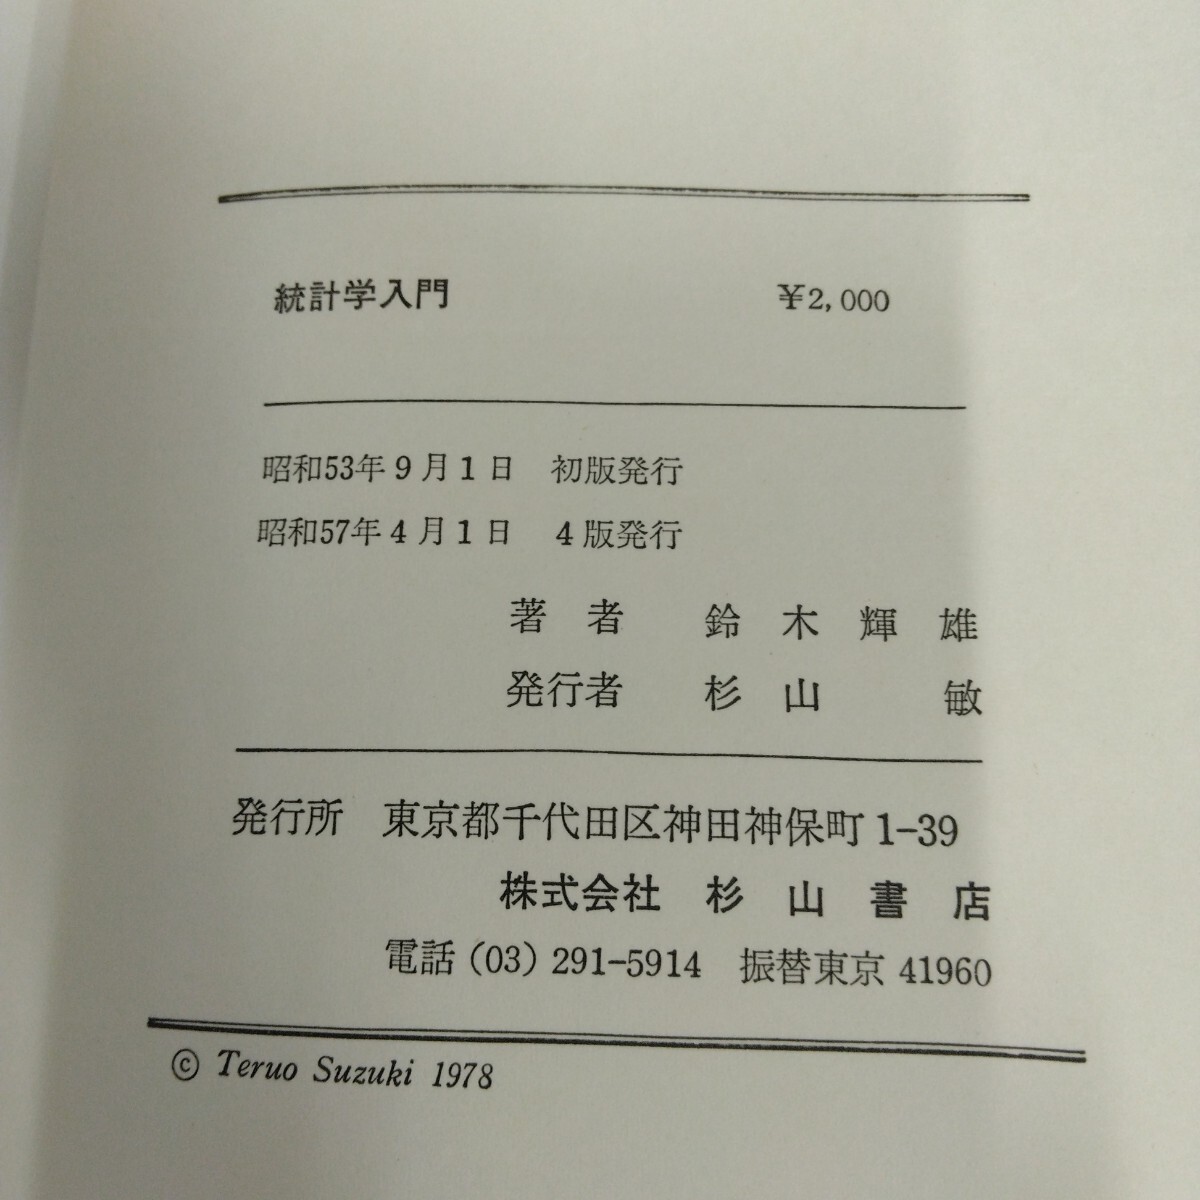 統計学入門 ¥2,000
昭和53年9月1日 初版発行
昭和57年4月1日 4版発行
著者 鈴木輝雄
発行者 杉山 敏
発行所 東京都千代田区神田神保町1-39
株式会社 杉山書店
電話(03)291-5914 振替東京41960
© Teruo Suzuki 1978